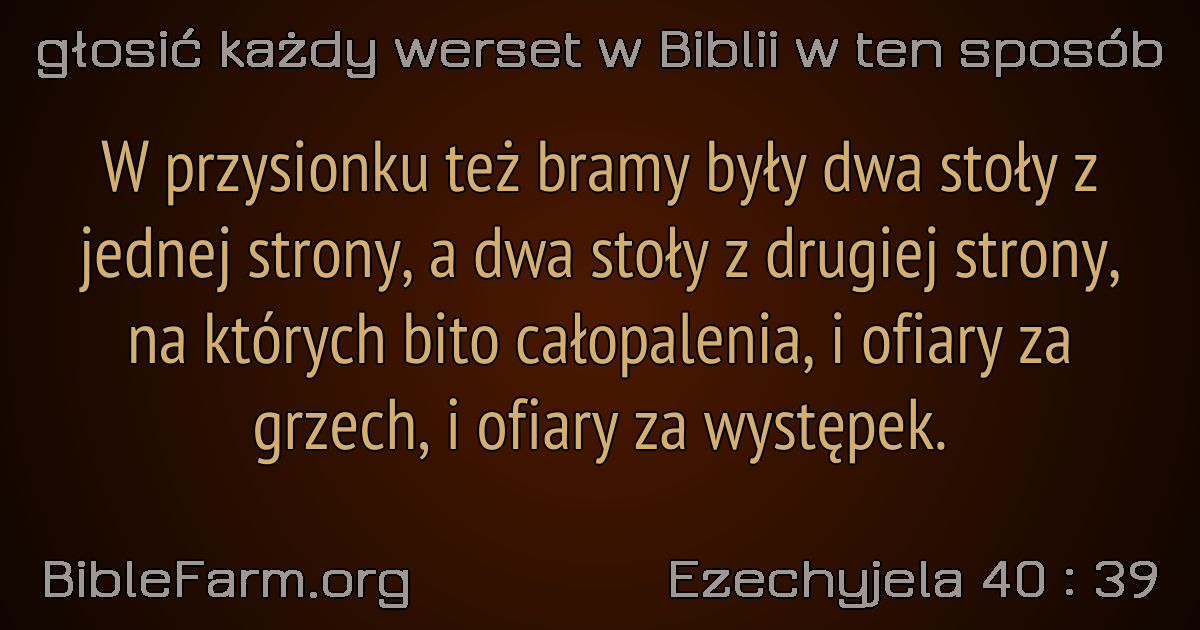 głosić każdy werset w Biblii w ten sposób
W przysionku też bramy były dwa stoły z
jednej strony, a dwa stoły z drugiej strony,
na których bito całopalenia, i ofiary za
grzech, i ofiary za występek.
BibleFarm.org
Ezechyjela 40 : 39